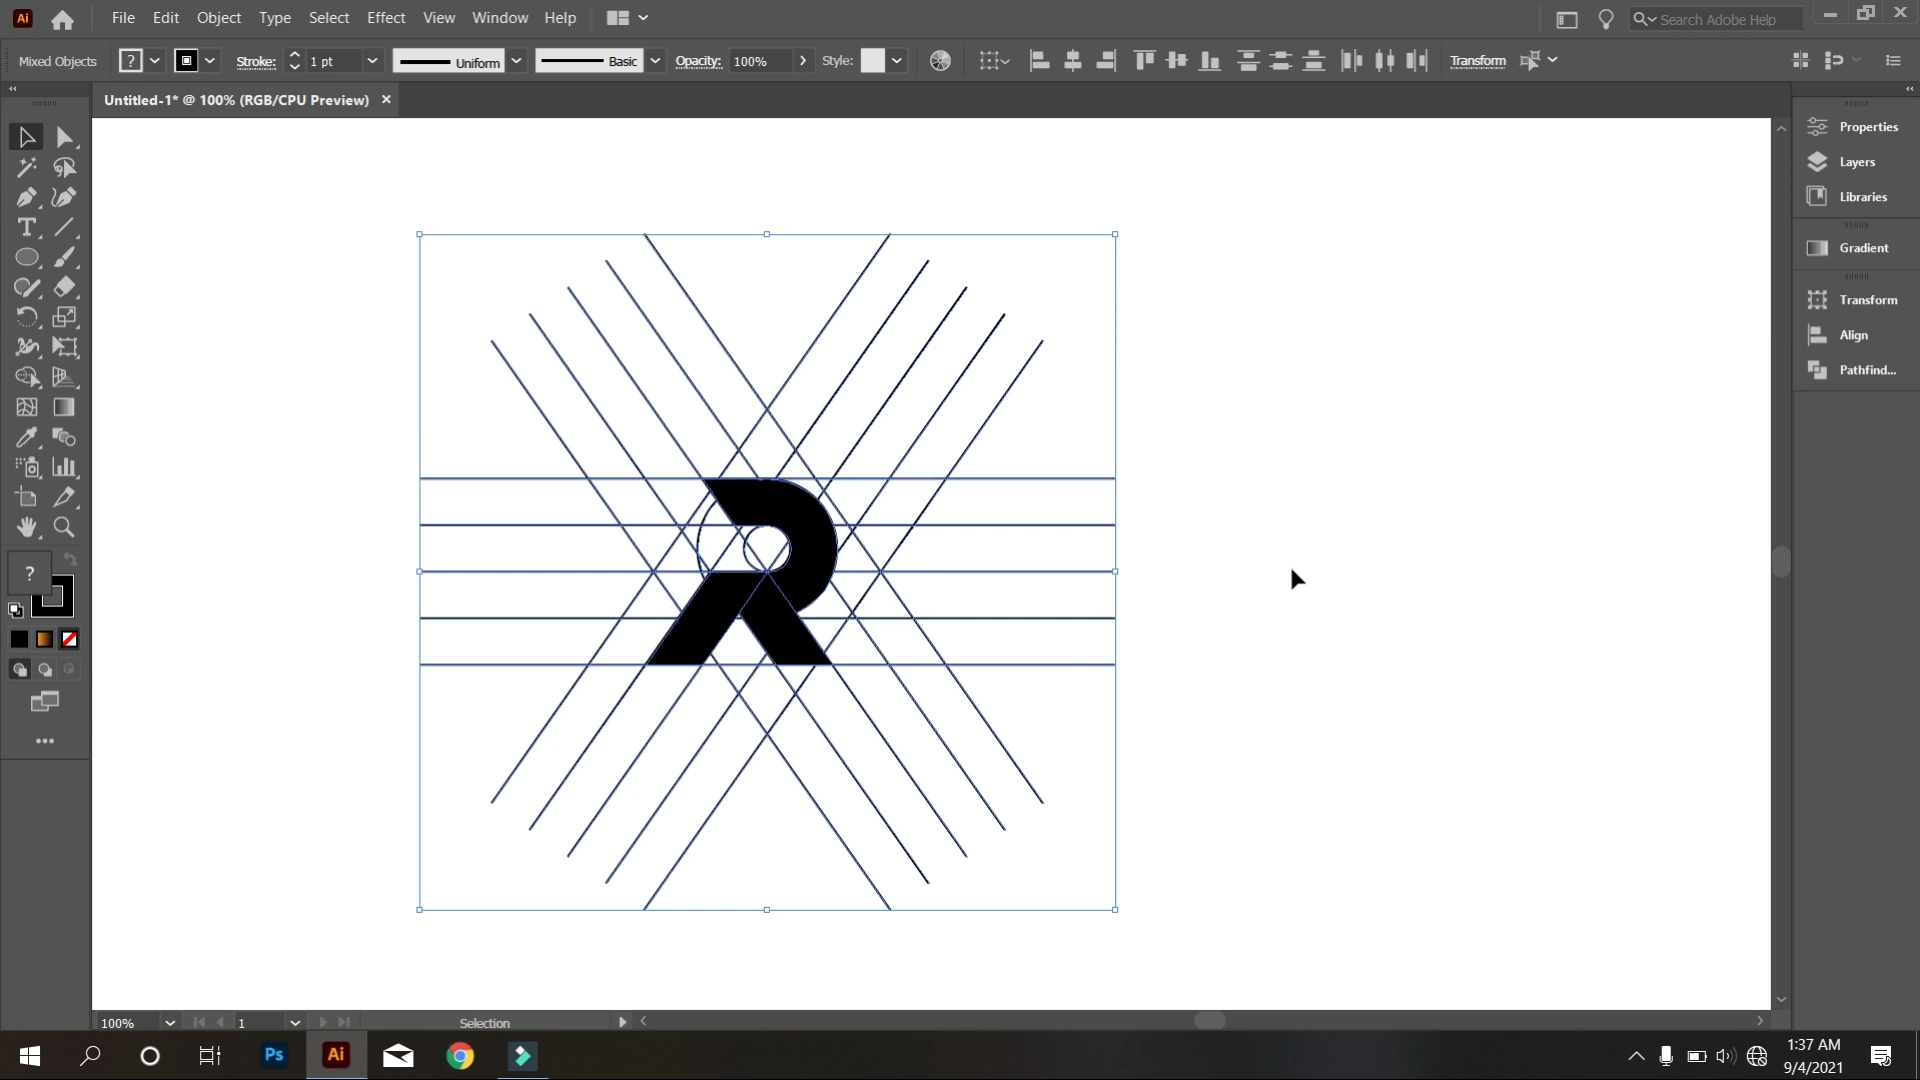 Ai File Edit Object Type Select Effect View Window Help Search Adobe Help
Mixed Objects ? Stroke: 1 pt Uniform Basic Opacity: 100% Style: Transform
Untitled-1* @ 100% (RGB/CPU Preview) ×
Properties
Layers
Libraries
Gradient
Transform
Align
Pathfind...
R
T
?
100% 1 Selection
Ps Ai
1:37 AM
9/4/2021